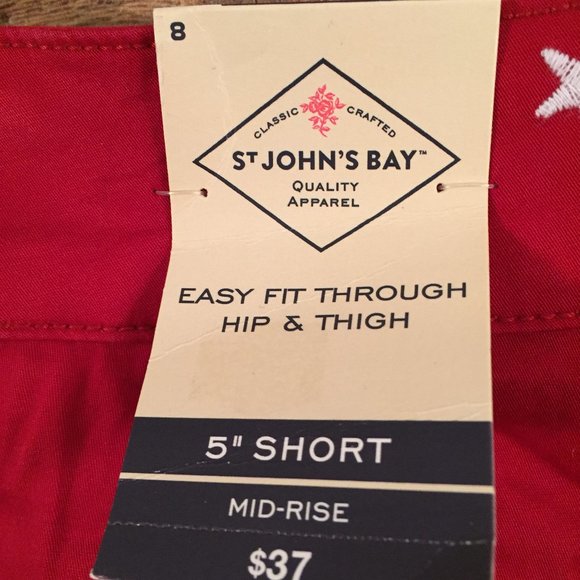 8
CLASSIC CRAFTED
ST JOHN'S BAY™
QUALITY
APPAREL
EASY FIT THROUGH
HIP & THIGH
5" SHORT
MID-RISE
$37